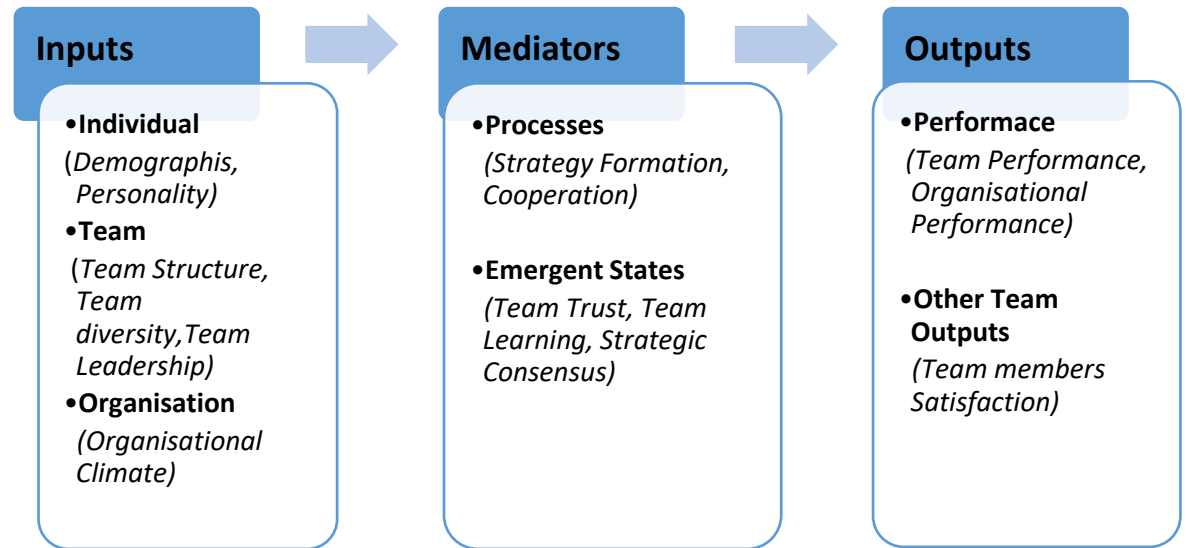 Inputs
•Individual
(Demographis,
Personality)
•Team
(Team Structure,
Team
diversity,Team
Leadership)
•Organisation
(Organisational
Climate)
Mediators
•Processes
(Strategy Formation,
Cooperation)
•Emergent States
(Team Trust, Team
Learning, Strategic
Consensus)
Outputs
•Performace
(Team Performance,
Organisational
Performance)
•Other Team
Outputs
(Team members
Satisfaction)